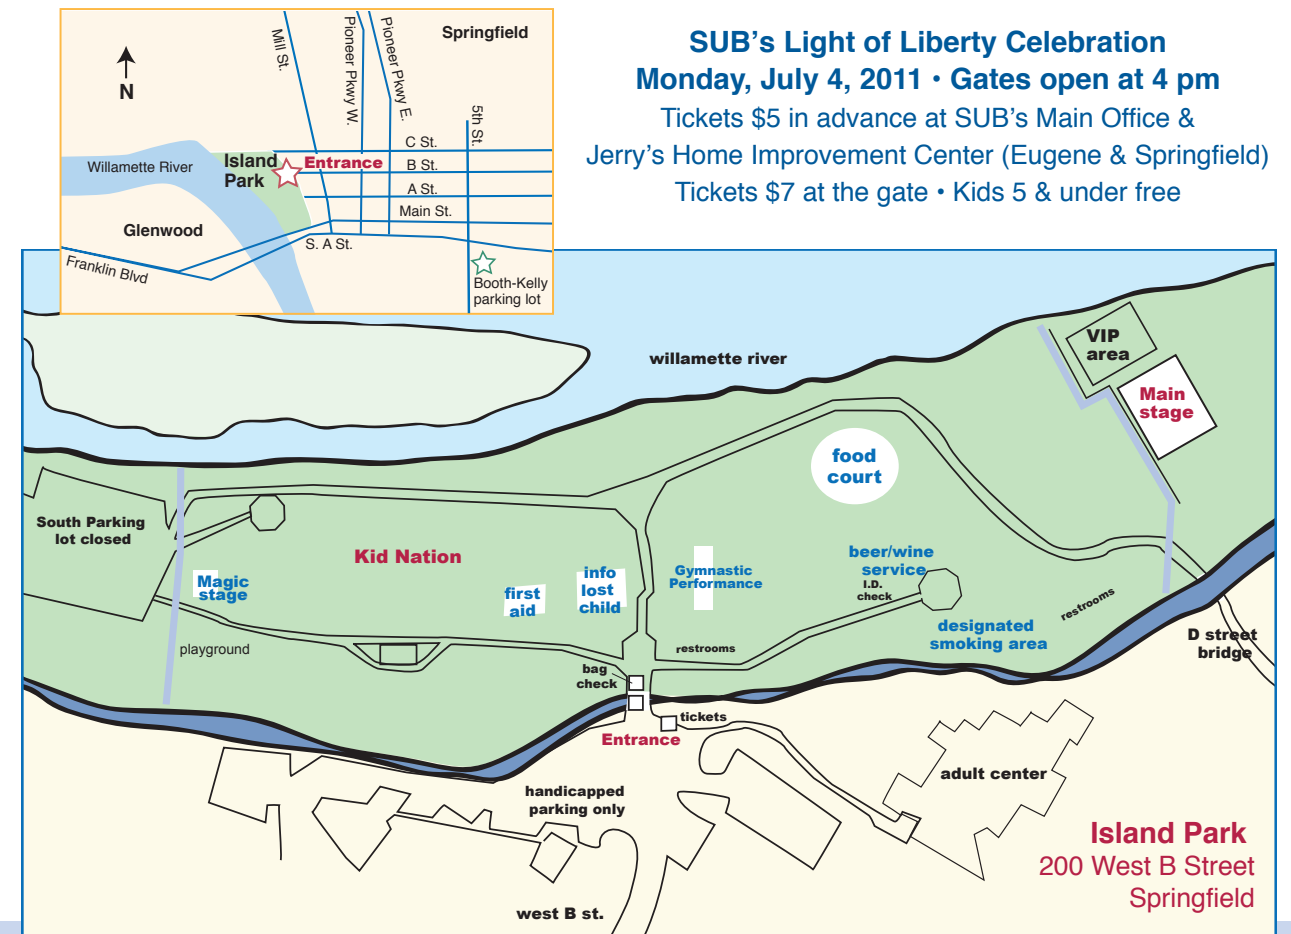 SUB's Light of Liberty Celebration
Monday, July 4, 2011 • Gates open at 4 pm
Tickets $5 in advance at SUB's Main Office &
Jerry's Home Improvement Center (Eugene & Springfield)
Tickets $7 at the gate • Kids 5 & under free
Springfield
N
Mill St.
Pioneer Pkwy W.
Pioneer Pkwy E.
5th St.
C St.
B St.
A St.
Main St.
S. A St.
Willamette River
Island
Park
Entrance
Glenwood
Franklin Blvd
Booth-Kelly
parking lot
willamette river
VIP
area
Main
stage
food
court
South Parking
lot closed
Kid Nation
Magic
stage
first
aid
info
lost
child
Gymnastic
Performance
beer/wine
service
I.D.
check
restrooms
designated
smoking area
D street
bridge
playground
restrooms
bag
check
tickets
Entrance
handicapped
parking only
adult center
west B st.
Island Park
200 West B Street
Springfield